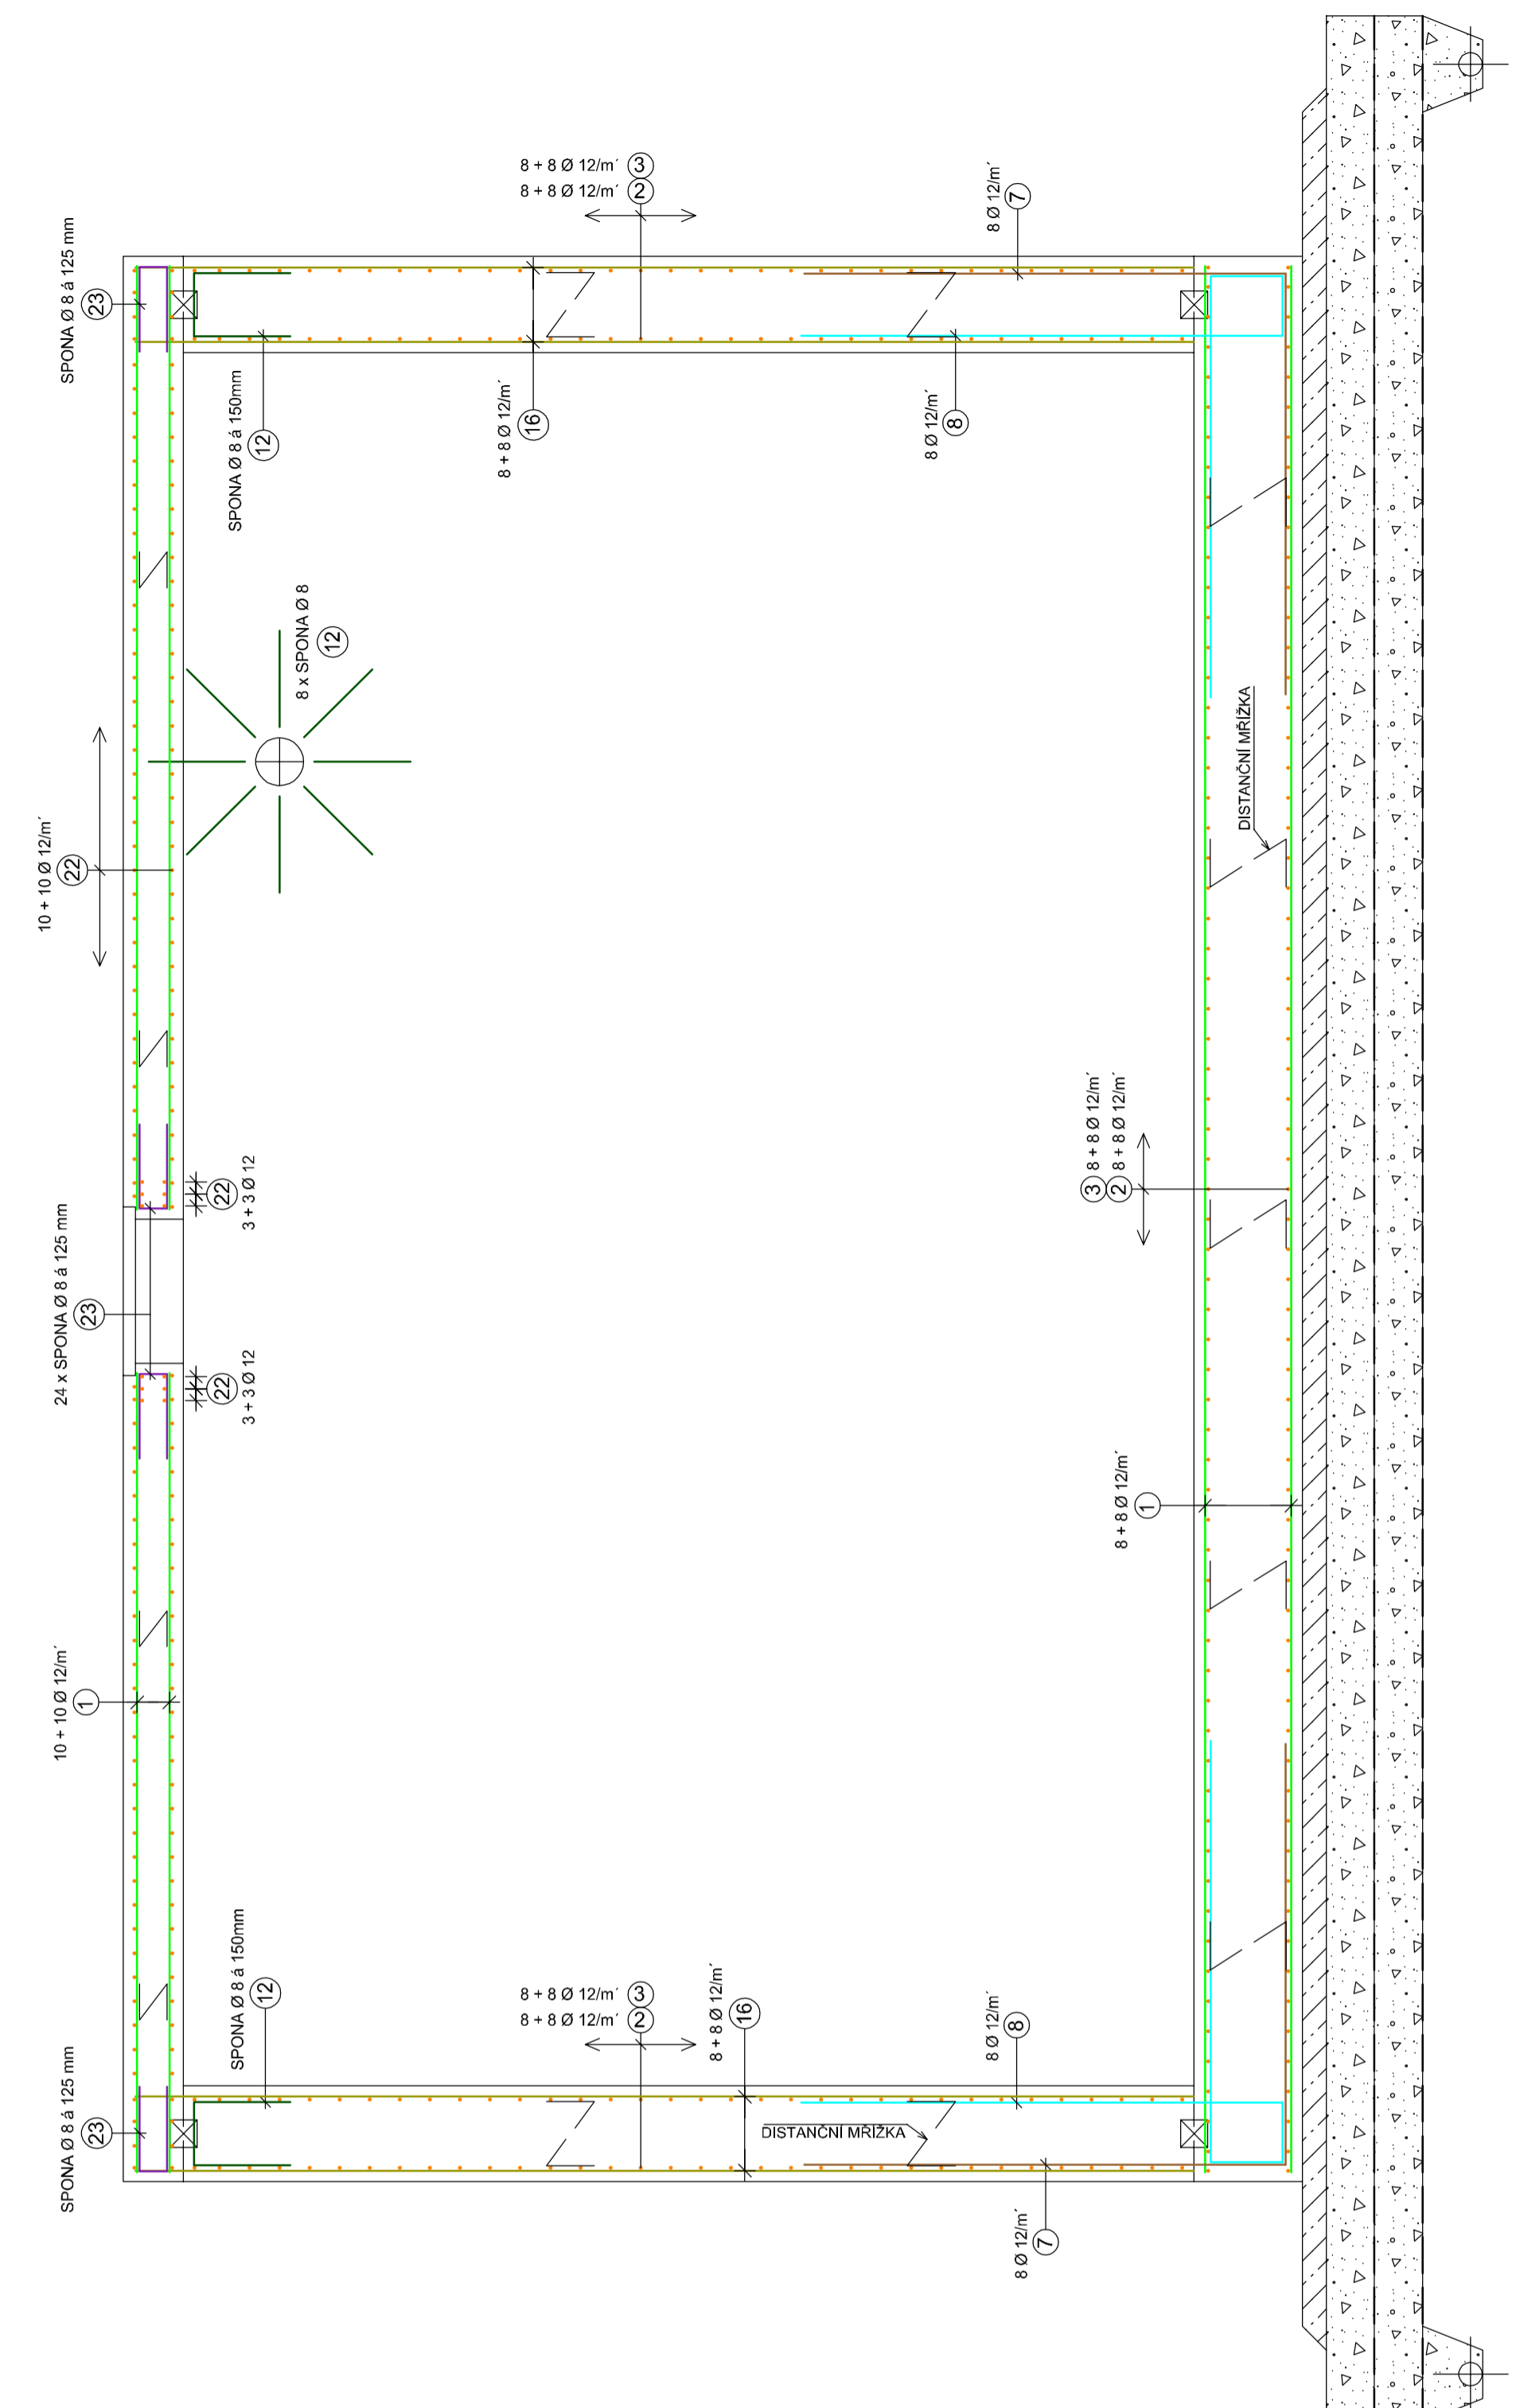 8 + 8 Ø 12/m´ 3
8 + 8 Ø 12/m´ 2
8 Ø 12/m´
7
SPONA Ø 8 á 125 mm
23
SPONA Ø 8 á 150mm
12
8 + 8 Ø 12/m´
16
8 Ø 12/m´
8
8 x SPONA Ø 8
12
DISTANČNÍ MŘÍŽKA
10 + 10 Ø 12/m´
22
3 8 + 8 Ø 12/m´
2 8 + 8 Ø 12/m´
22
3 + 3 Ø 12
24 x SPONA Ø 8 á 125 mm
23
22
3 + 3 Ø 12
8 + 8 Ø 12/m´
1
10 + 10 Ø 12/m´
1
SPONA Ø 8 á 150mm
12
8 + 8 Ø 12/m´ 3
8 + 8 Ø 12/m´ 2
8 + 8 Ø 12/m´
16
8 Ø 12/m´
8
SPONA Ø 8 á 125 mm
23
DISTANČNÍ MŘÍŽKA
8 Ø 12/m´
7